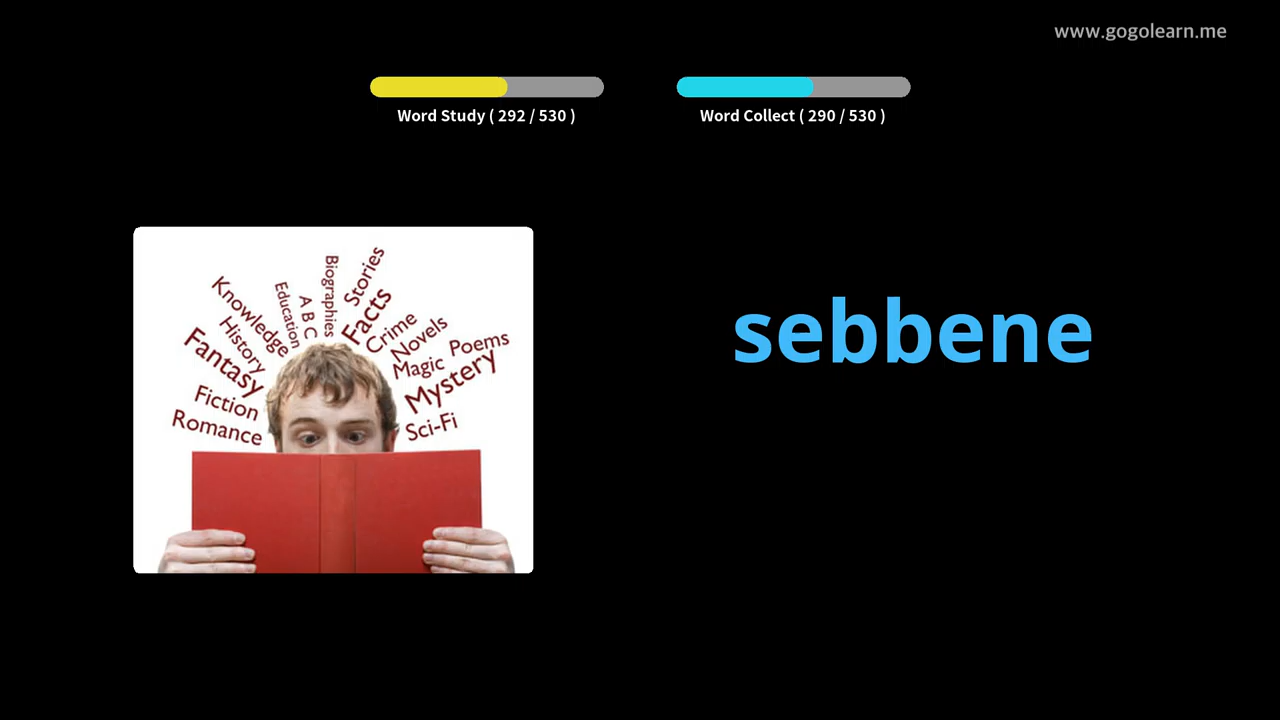 www.gogolearn.me
Word Study ( 292 / 530 )
Word Collect ( 290 / 530 )
Knowledge
History
Fantasy
Fiction
Romance
Education
A B C
Biographies
Stories
Facts
Crime
Novels
Magic
Poems
Mystery
Sci-Fi
sebbene